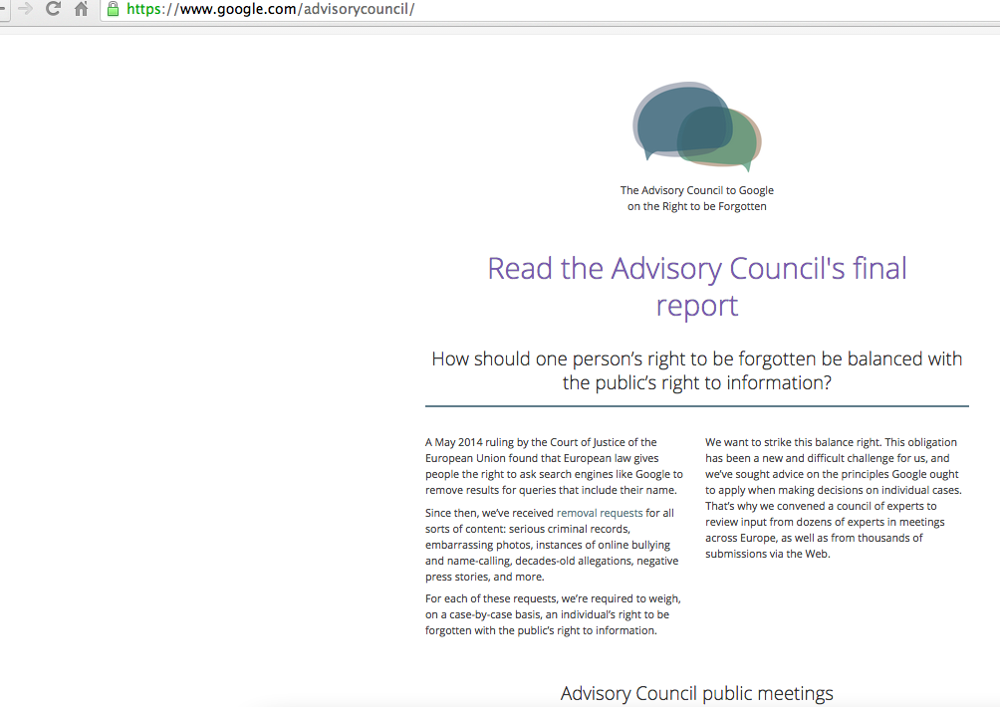 https://www.google.com/advisorycouncil/
The Advisory Council to Google
on the Right to be Forgotten
Read the Advisory Council's final
report
How should one person’s right to be forgotten be balanced with
the public’s right to information?
A May 2014 ruling by the Court of Justice of the
European Union found that European law gives
people the right to ask search engines like Google to
remove results for queries that include their name.
Since then, we’ve received removal requests for all
sorts of content: serious criminal records,
embarrassing photos, instances of online bullying
and name-calling, decades-old allegations, negative
press stories, and more.
For each of these requests, we’re required to weigh,
on a case-by-case basis, an individual’s right to be
forgotten with the public’s right to information.
We want to strike this balance right. This obligation
has been a new and difficult challenge for us, and
we’ve sought advice on the principles Google ought
to apply when making decisions on individual cases.
That’s why we convened a council of experts to
review input from dozens of experts in meetings
across Europe, as well as from thousands of
submissions via the Web.
Advisory Council public meetings